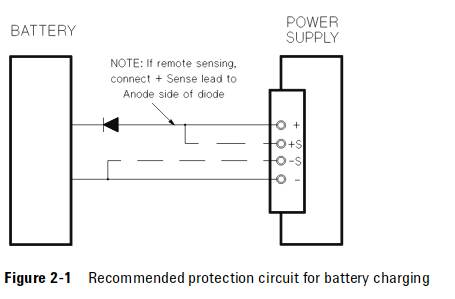 BATTERY
POWER
SUPPLY
NOTE: If remote sensing,
connect + Sense lead to
Anode side of diode
+
+S
-S
-
Figure 2-1 Recommended protection circuit for battery charging